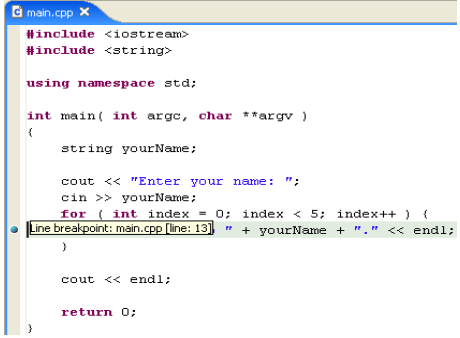 main.cpp
#include <iostream>
#include <string>
using namespace std;
int main( int argc, char **argv )
{
string yourName;
cout << "Enter your name: ";
cin >> yourName;
for ( int index = 0; index < 5; index++ ) {
Line breakpoint: main.cpp [line: 13] " + yourName + "." << endl;
}
cout << endl;
return 0;
}